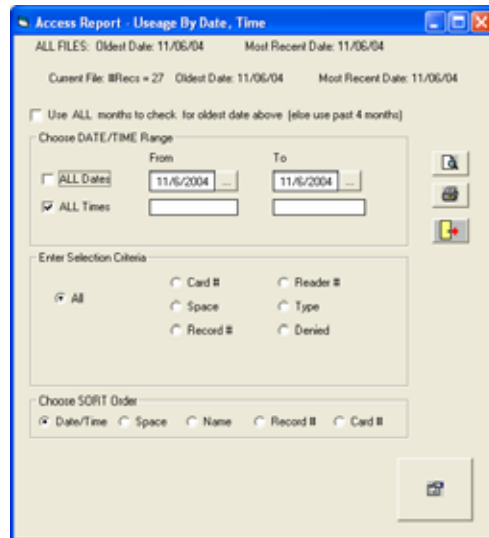 Access Report - Useage By Date, Time
ALL FILES: Oldest Date: 11/06/04 Most Recent Date: 11/06/04
Current File: #Recs = 27 Oldest Date: 11/06/04 Most Recent Date: 11/06/04
Use ALL months to check for oldest date above (else use past 4 months)
Choose DATE/TIME Range
From To
ALL Dates 11/6/2004 ... 11/6/2004 ...
ALL Times
Enter Selection Criteria
Card # Reader #
All Space Type
Record # Denied
Choose SORT Order
Date/Time Space Name Record # Card #